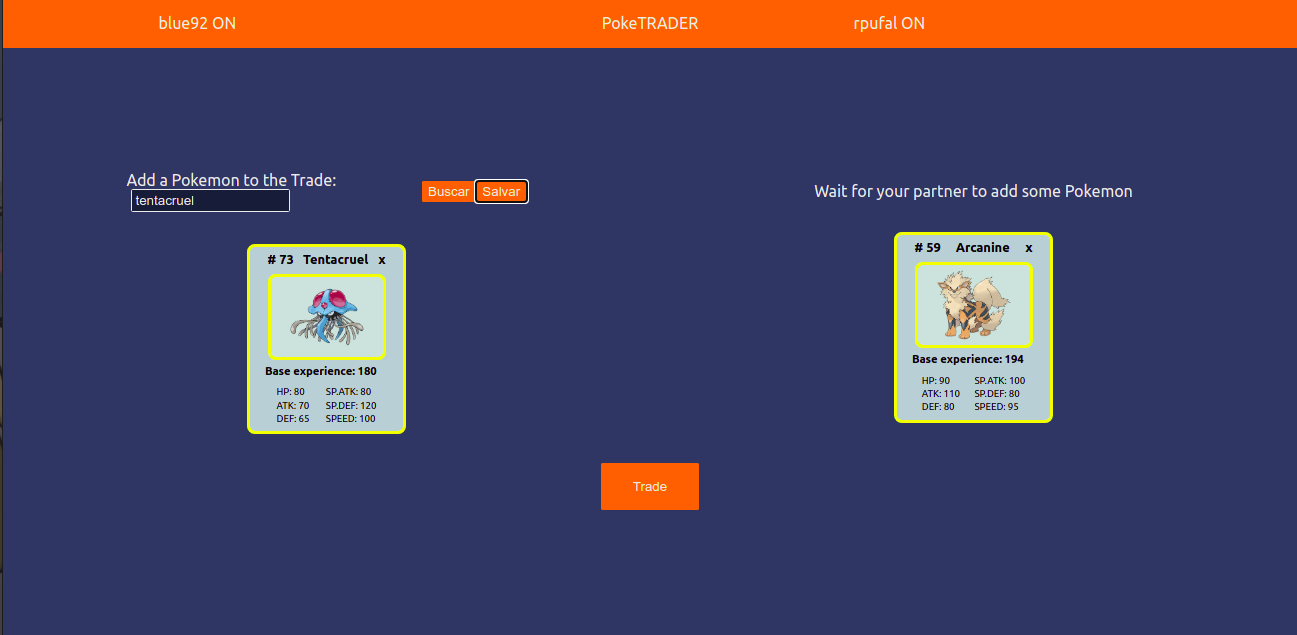 blue92 ON PokeTRADER rpufal ON
Add a Pokemon to the Trade:
tentacruel
Buscar Salvar
# 73 Tentacruel x
Base experience: 180
HP: 80 SP.ATK: 80
ATK: 70 SP.DEF: 120
DEF: 65 SPEED: 100
Wait for your partner to add some Pokemon
# 59 Arcanine x
Base experience: 194
HP: 90 SP.ATK: 100
ATK: 110 SP.DEF: 80
DEF: 80 SPEED: 95
Trade